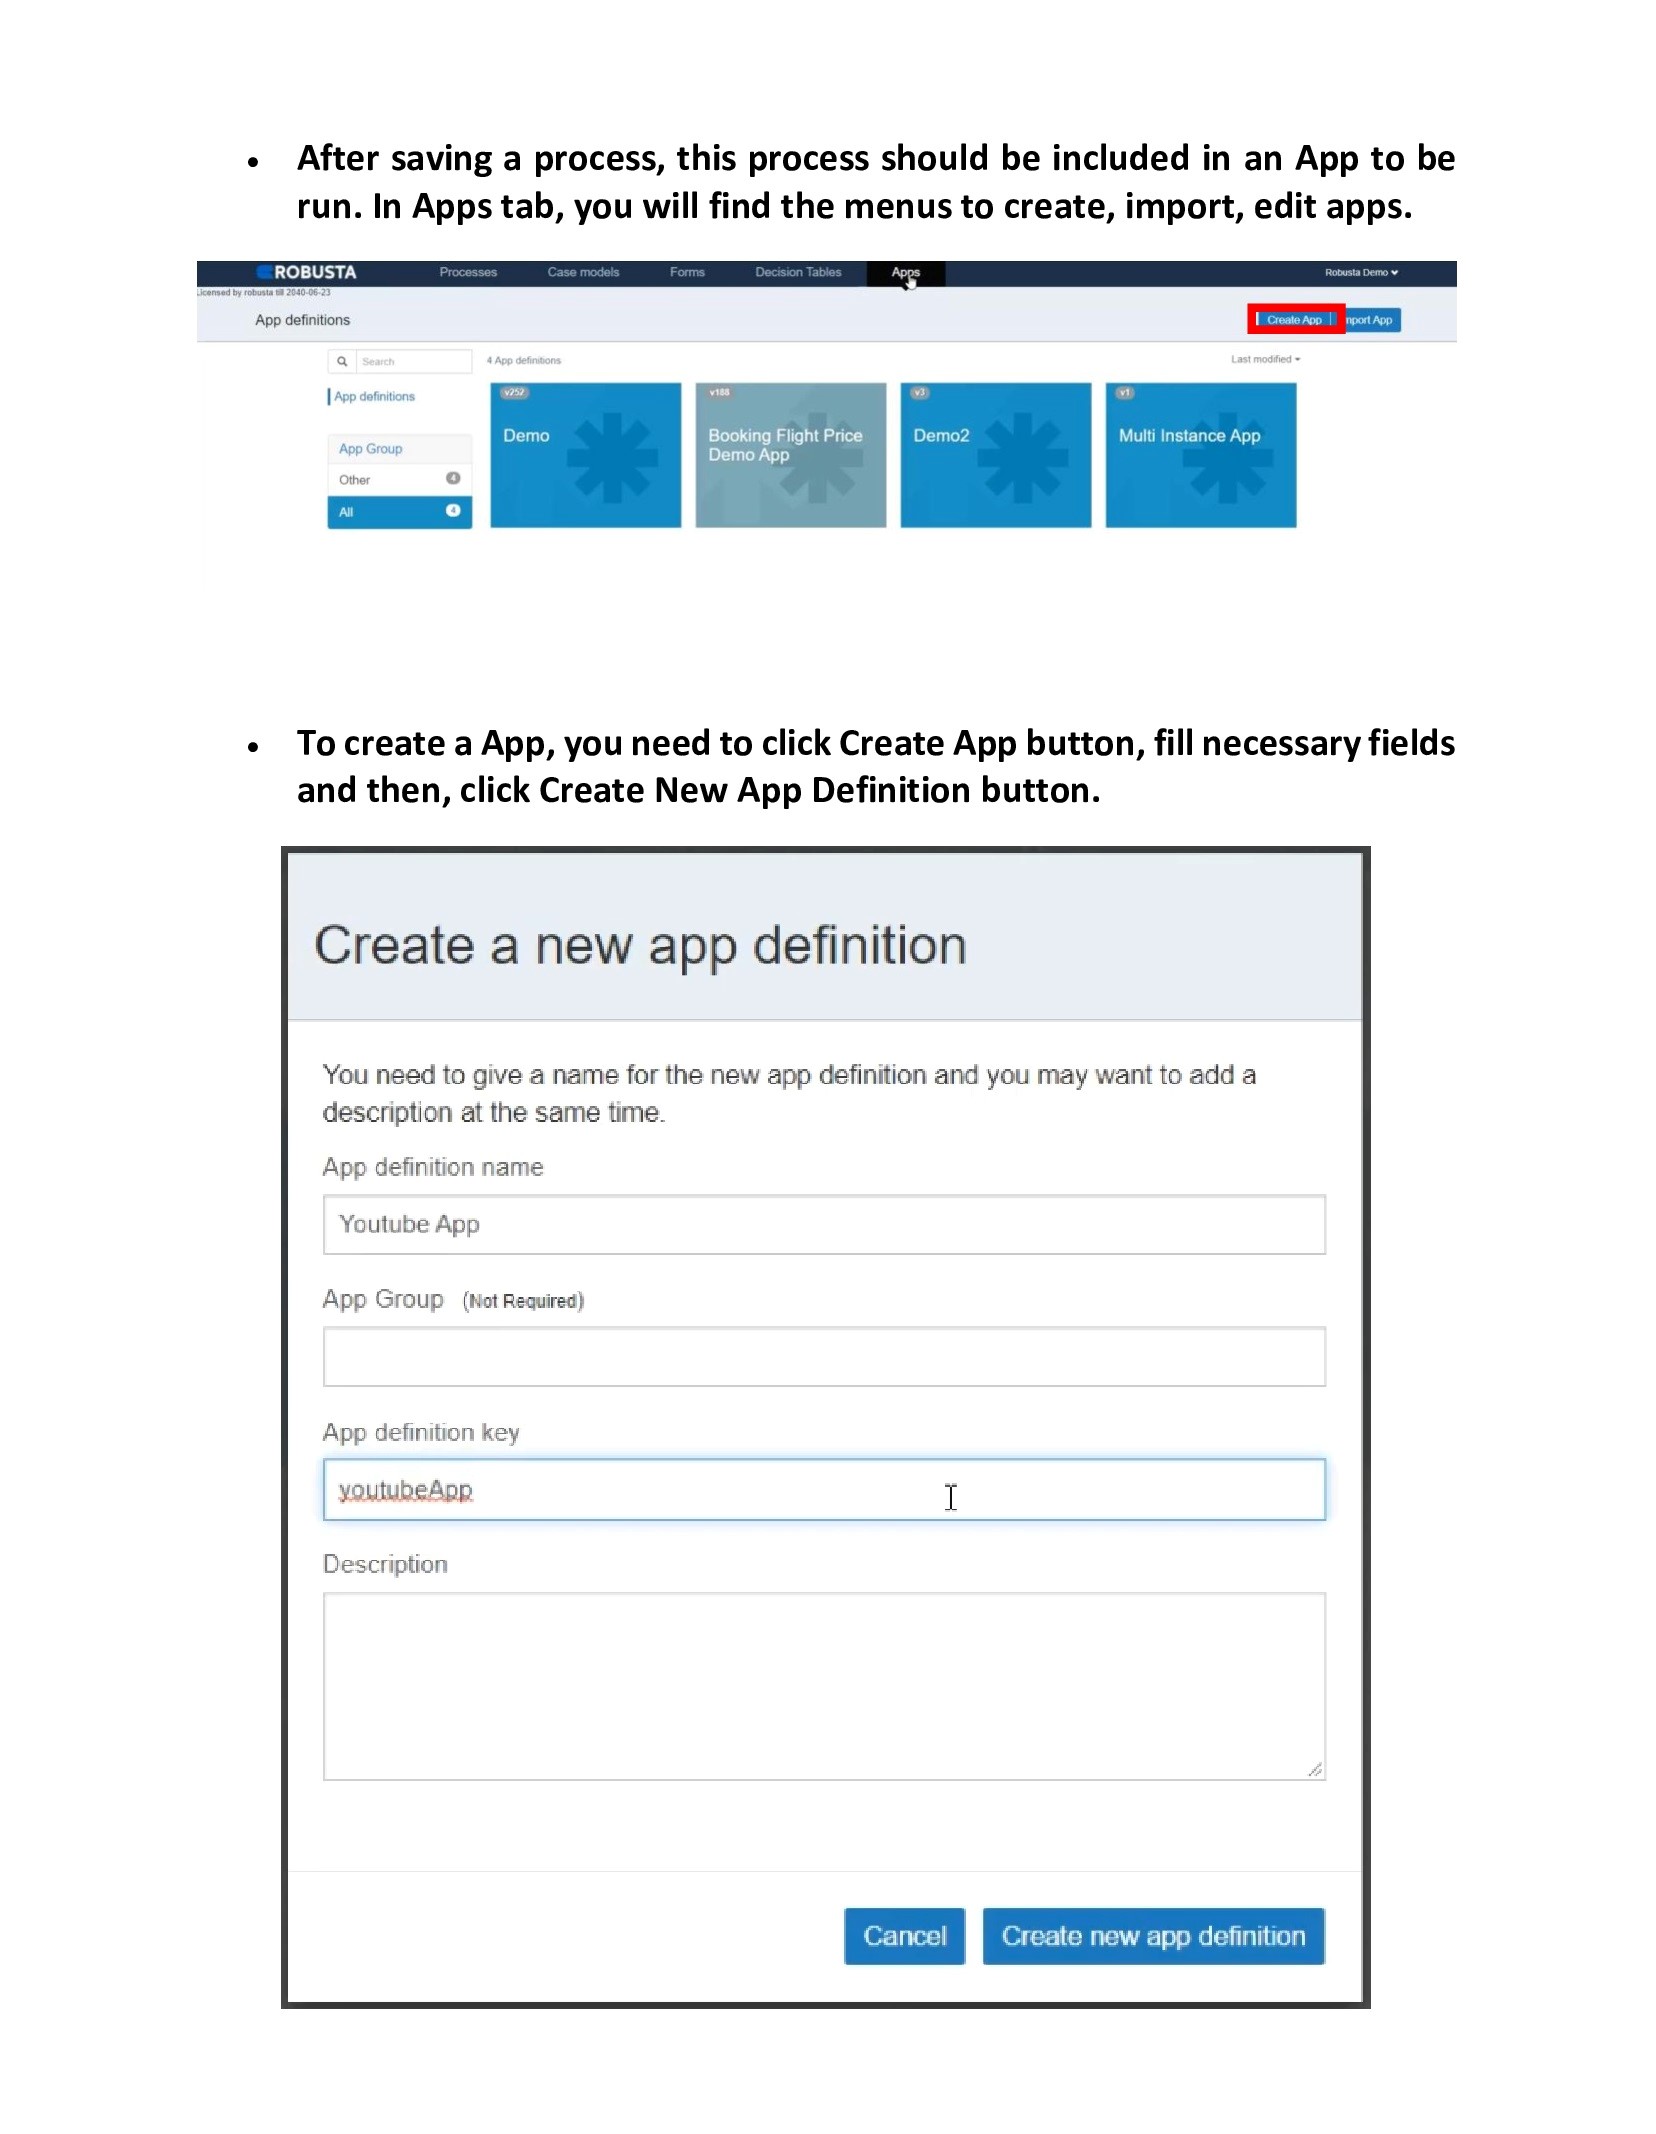 • After saving a process, this process should be included in an App to be
run. In Apps tab, you will find the menus to create, import, edit apps.
ROBUSTA Processes Case models Forms Decision Tables Apps Robusta Demo
Licensed by robusta till 2040-06-23
App definitions Create App mport App
Search 4 App definitions Last modified
App definitions
v252 v188 v3 v1
Demo Booking Flight Price Demo2 Multi Instance App
Demo App
App Group
Other 4
All 4
• To create a App, you need to click Create App button, fill necessary fields
and then, click Create New App Definition button.
Create a new app definition
You need to give a name for the new app definition and you may want to add a
description at the same time.
App definition name
Youtube App
App Group (Not Required)
App definition key
youtubeApp
Description
Cancel Create new app definition